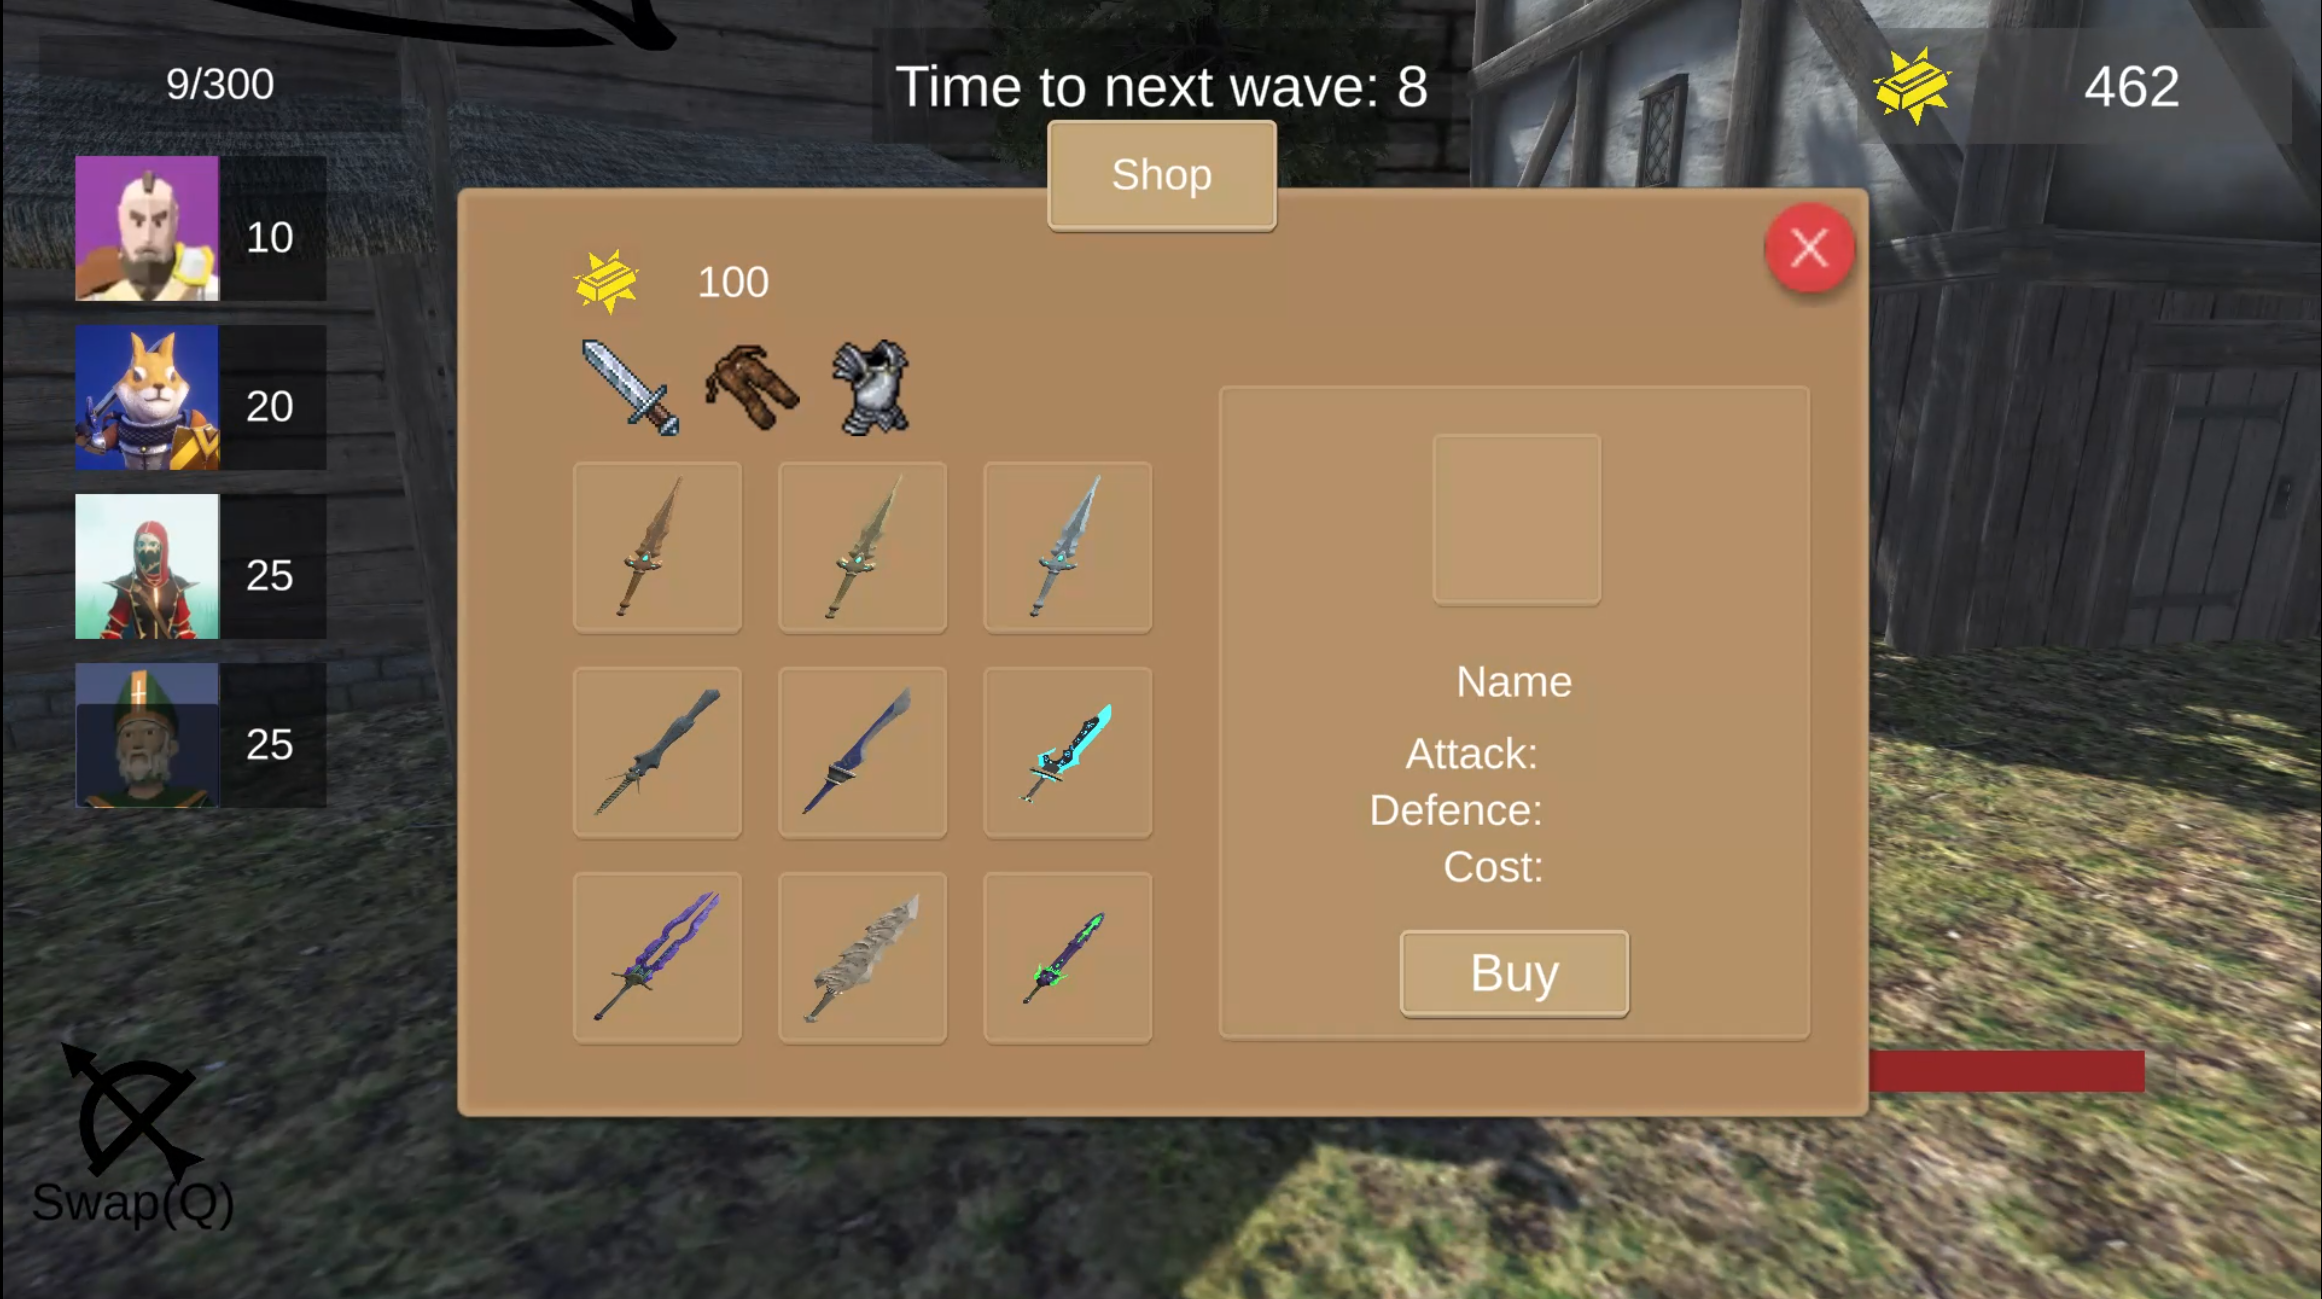 9/300
Time to next wave: 8
462
Shop
10
100
20
25
25
Name
Attack:
Defence:
Cost:
Buy
Swap(Q)